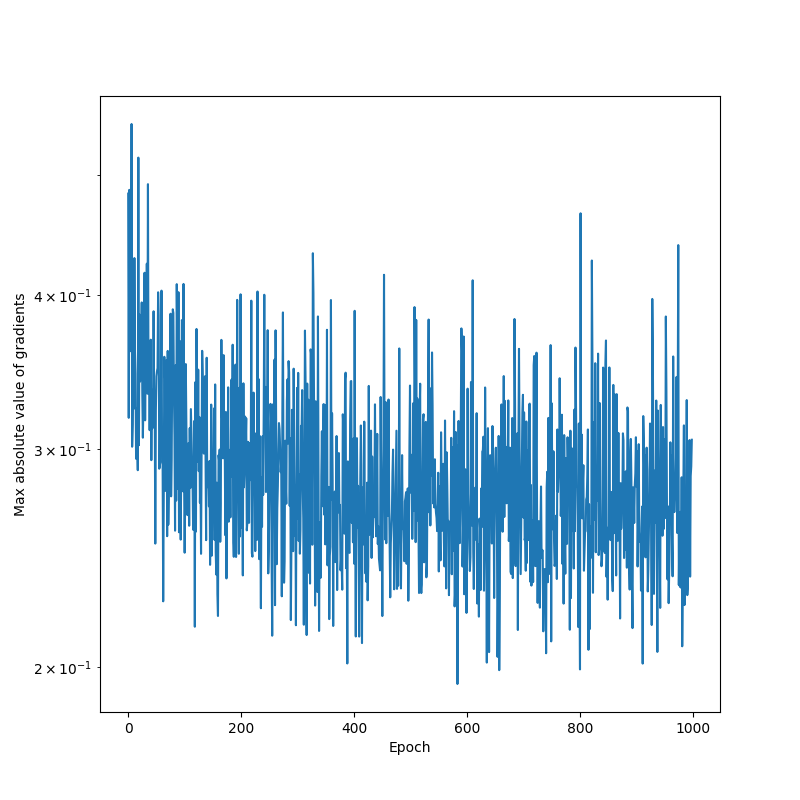 Max absolute value of gradients
4 × 10⁻¹
3 × 10⁻¹
2 × 10⁻¹
0 200 400 600 800 1000
Epoch